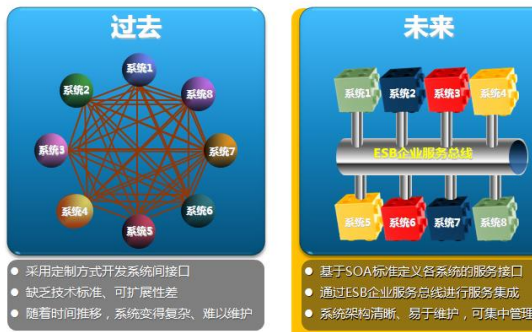 过去
系统1
系统2
系统8
系统3
系统7
系统4
系统6
系统5
采用定制方式开发系统间接口
缺乏技术标准、可扩展性差
随着时间推移，系统变得复杂、难以维护
未来
系统1 系统2 系统3 系统4
ESB企业服务总线
系统5 系统6 系统7 系统8
基于SOA标准定义各系统的服务接口
通过ESB企业服务总线进行服务集成
系统架构清晰、易于维护，可集中管理